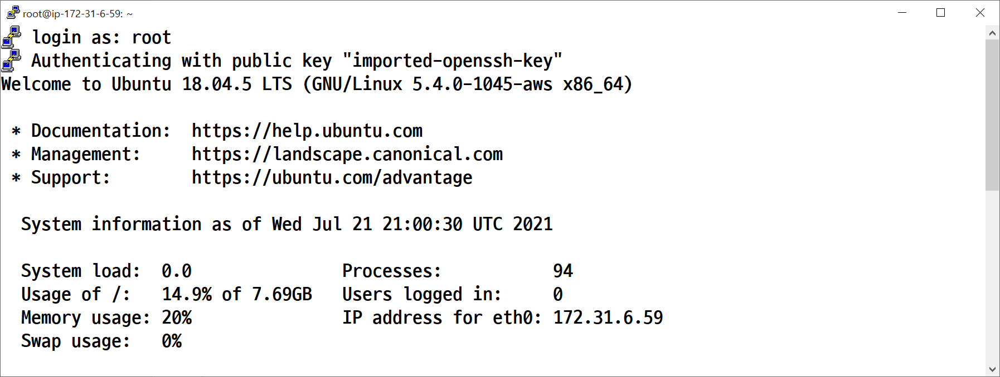 root@ip-172-31-6-59: ~
login as: root
Authenticating with public key "imported-openssh-key"
Welcome to Ubuntu 18.04.5 LTS (GNU/Linux 5.4.0-1045-aws x86_64)
* Documentation:  https://help.ubuntu.com
* Management:     https://landscape.canonical.com
* Support:        https://ubuntu.com/advantage
System information as of Wed Jul 21 21:00:30 UTC 2021
System load:  0.0               Processes:           94
Usage of /:   14.9% of 7.69GB   Users logged in:     0
Memory usage: 20%               IP address for eth0: 172.31.6.59
Swap usage:   0%